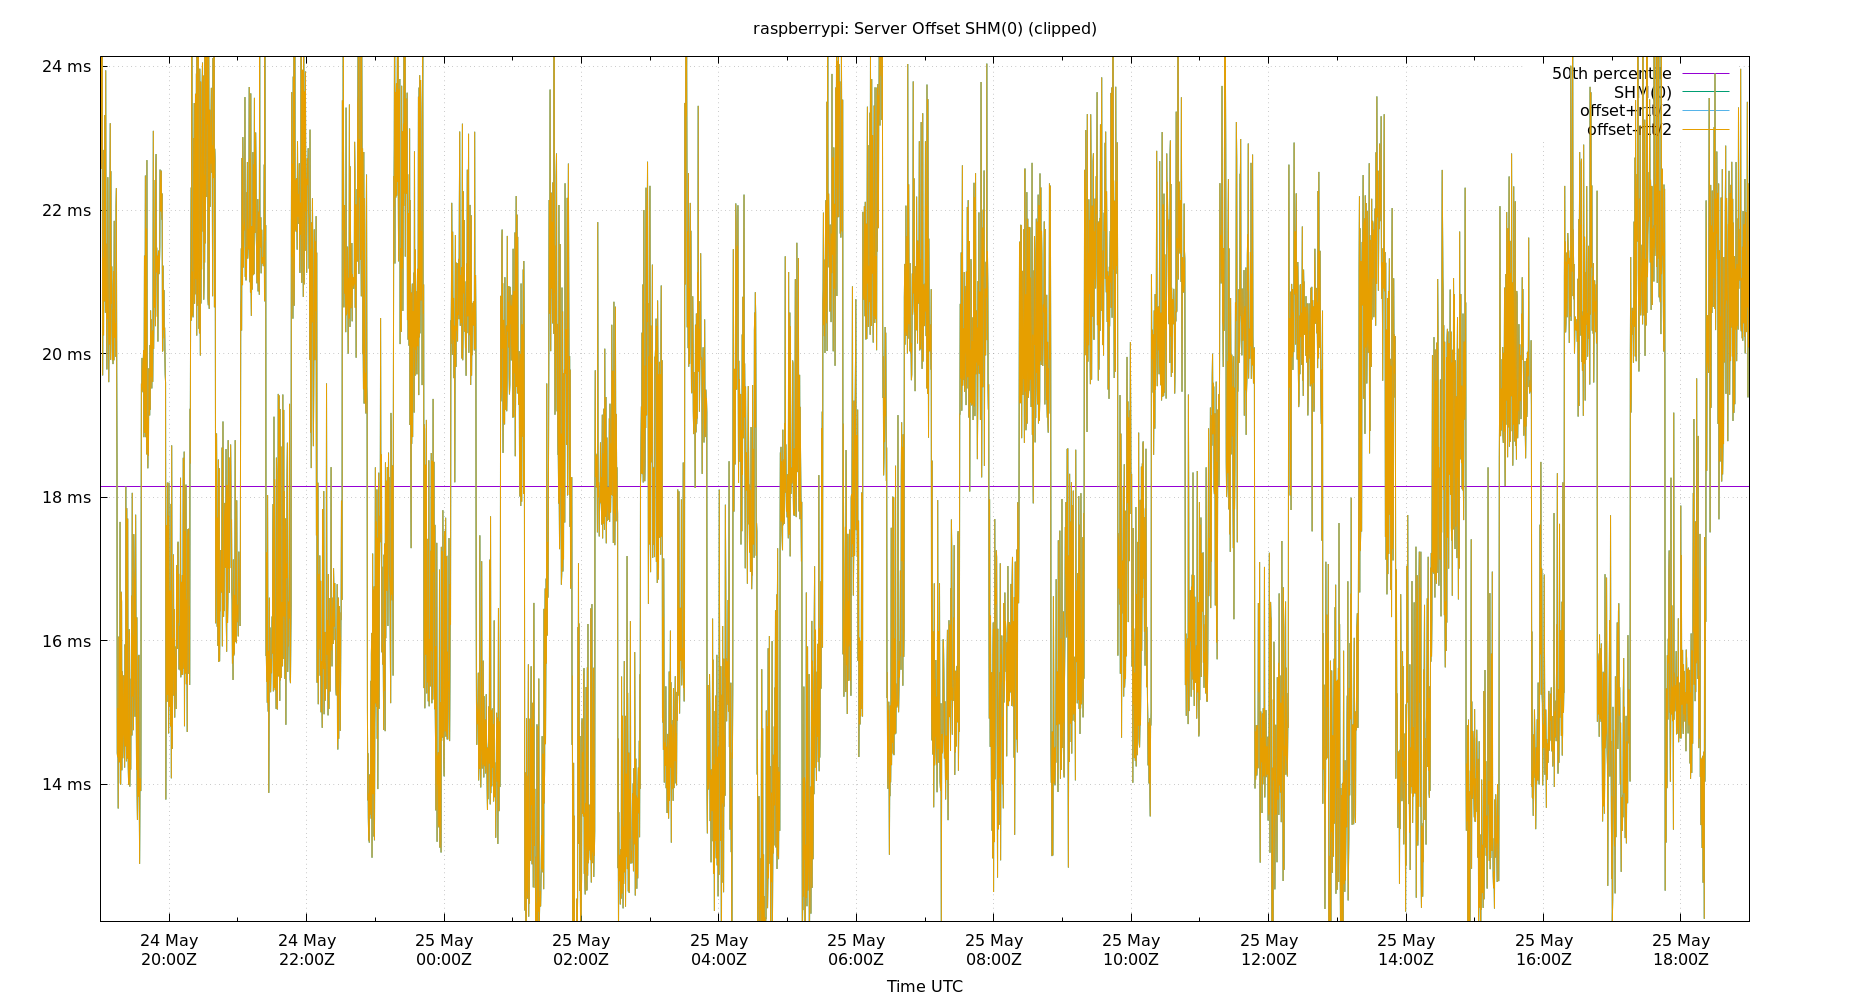 raspberrypi: Server Offset SHM(0) (clipped)
24 ms
22 ms
20 ms
18 ms
16 ms
14 ms
50th percentile
SHM(0)
offset+rtt/2
offset-rtt/2
24 May
20:00Z
24 May
22:00Z
25 May
00:00Z
25 May
02:00Z
25 May
04:00Z
25 May
06:00Z
25 May
08:00Z
25 May
10:00Z
25 May
12:00Z
25 May
14:00Z
25 May
16:00Z
25 May
18:00Z
Time UTC